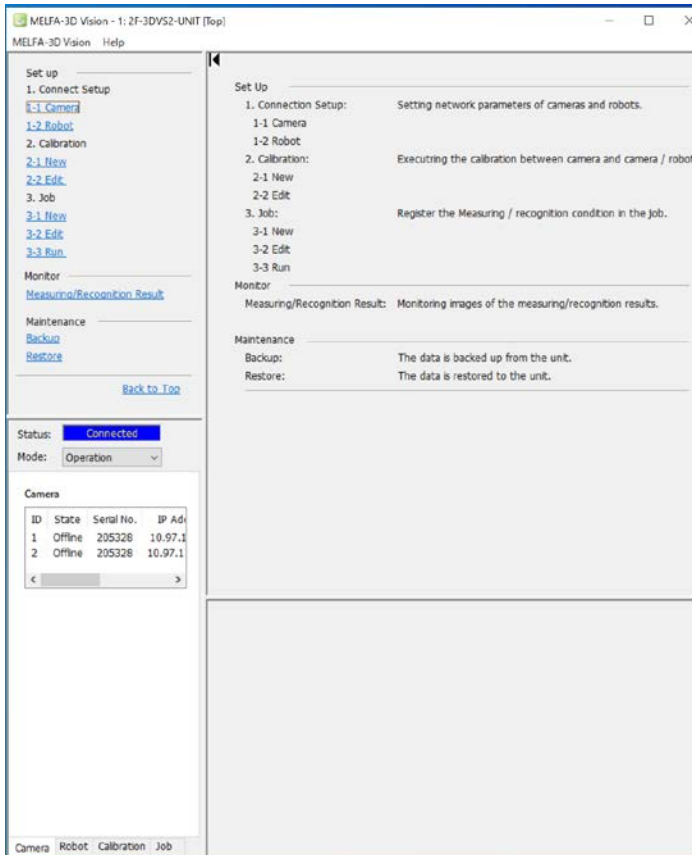 MELFA-3D Vision - 1: 2F-3DVS2-UNIT [Top]
MELFA-3D Vision Help
Set up
1. Connect Setup
1-1 Camera
1-2 Robot
2. Calibration
2-1 New
2-2 Edit
3. Job
3-1 New
3-2 Edit
3-3 Run
Monitor
Measuring/Recognition Result
Maintenance
Backup
Restore
Back to Top
Status: Connected
Mode: Operation
Camera
ID State Serial No. IP Ad
1 Offline 205328 10.97.1
2 Offline 205328 10.97.1
Camera Robot Calibration Job
Set Up
1. Connection Setup: Setting network parameters of cameras and robots.
1-1 Camera
1-2 Robot
2. Calibration: Executring the calibration between camera and camera / robot
2-1 New
2-2 Edit
3. Job: Register the Measuring / recognition condition in the job.
3-1 New
3-2 Edit
3-3 Run
Monitor
Measuring/Recognition Result: Monitoring images of the measuring/recognition results.
Maintenance
Backup: The data is backed up from the unit.
Restore: The data is restored to the unit.